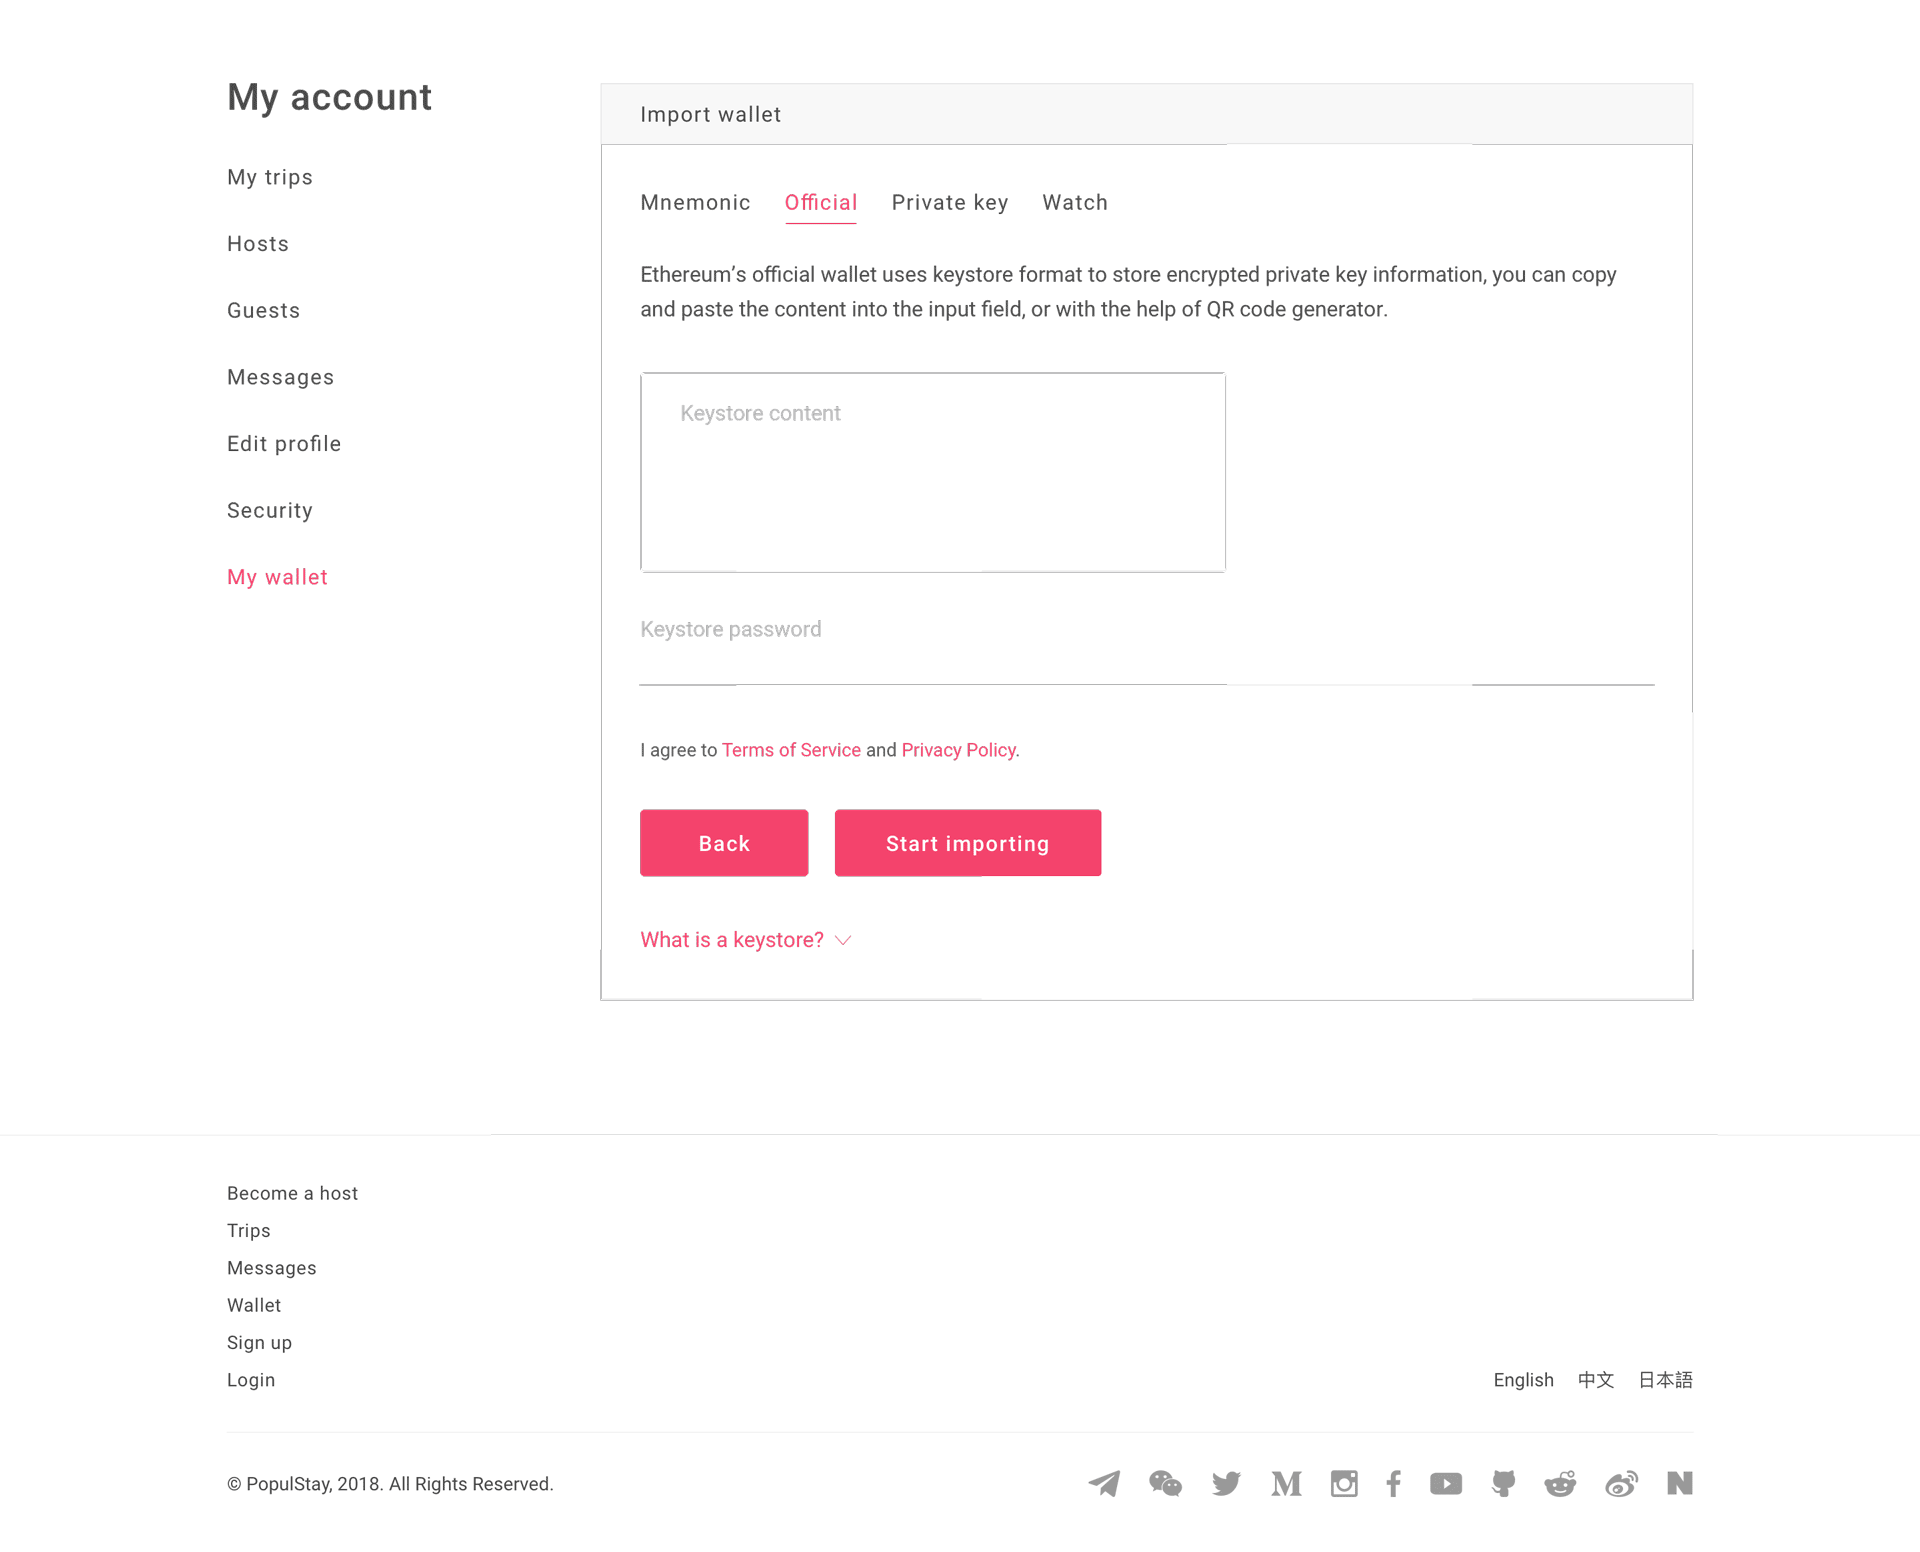 My account
My trips
Hosts
Guests
Messages
Edit profile
Security
My wallet
Import wallet
Mnemonic Official Private key Watch
Ethereum’s official wallet uses keystore format to store encrypted private key information, you can copy
and paste the content into the input field, or with the help of QR code generator.
Keystore content
Keystore password
I agree to Terms of Service and Privacy Policy.
Back Start importing
What is a keystore?
Become a host
Trips
Messages
Wallet
Sign up
Login
English 中文 日本語
© PopulStay, 2018. All Rights Reserved.